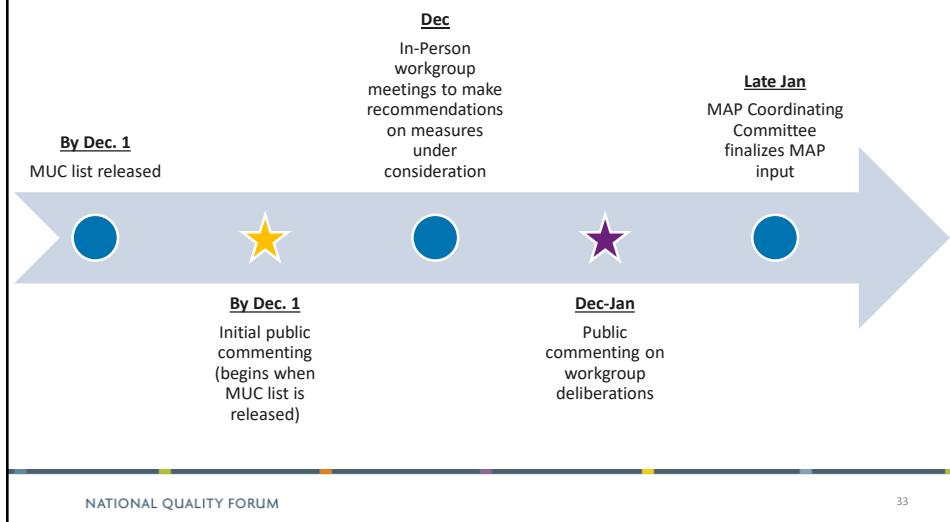 By Dec. 1
MUC list released
By Dec. 1
Initial public
commenting
(begins when
MUC list is
released)
Dec
In-Person
workgroup
meetings to make
recommendations
on measures
under
consideration
Dec-Jan
Public
commenting on
workgroup
deliberations
Late Jan
MAP Coordinating
Committee
finalizes MAP
input
NATIONAL QUALITY FORUM
33